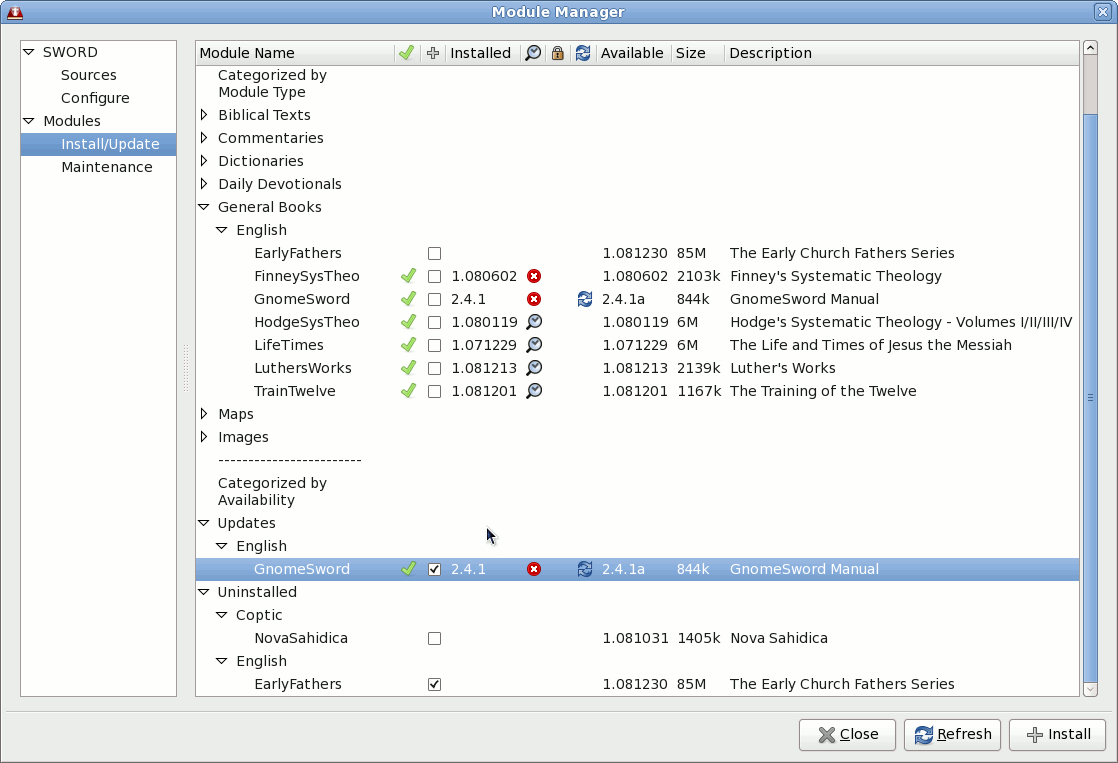 Module Manager
SWORD
Sources
Configure
Modules
Install/Update
Maintenance
Module Name Installed Available Size Description
Categorized by
Module Type
Biblical Texts
Commentaries
Dictionaries
Daily Devotionals
General Books
English
EarlyFathers 1.081230 85M The Early Church Fathers Series
FinneySysTheo 1.080602 1.080602 2103k Finney's Systematic Theology
GnomeSword 2.4.1 2.4.1a 844k GnomeSword Manual
HodgeSysTheo 1.080119 1.080119 6M Hodge's Systematic Theology - Volumes I/II/III/IV
LifeTimes 1.071229 1.071229 6M The Life and Times of Jesus the Messiah
LuthersWorks 1.081213 1.081213 2139k Luther's Works
TrainTwelve 1.081201 1.081201 1167k The Training of the Twelve
Maps
Images
------------------------
Categorized by
Availability
Updates
English
GnomeSword 2.4.1 2.4.1a 844k GnomeSword Manual
Uninstalled
Coptic
NovaSahidica 1.081031 1405k Nova Sahidica
English
EarlyFathers 1.081230 85M The Early Church Fathers Series
Close Refresh Install